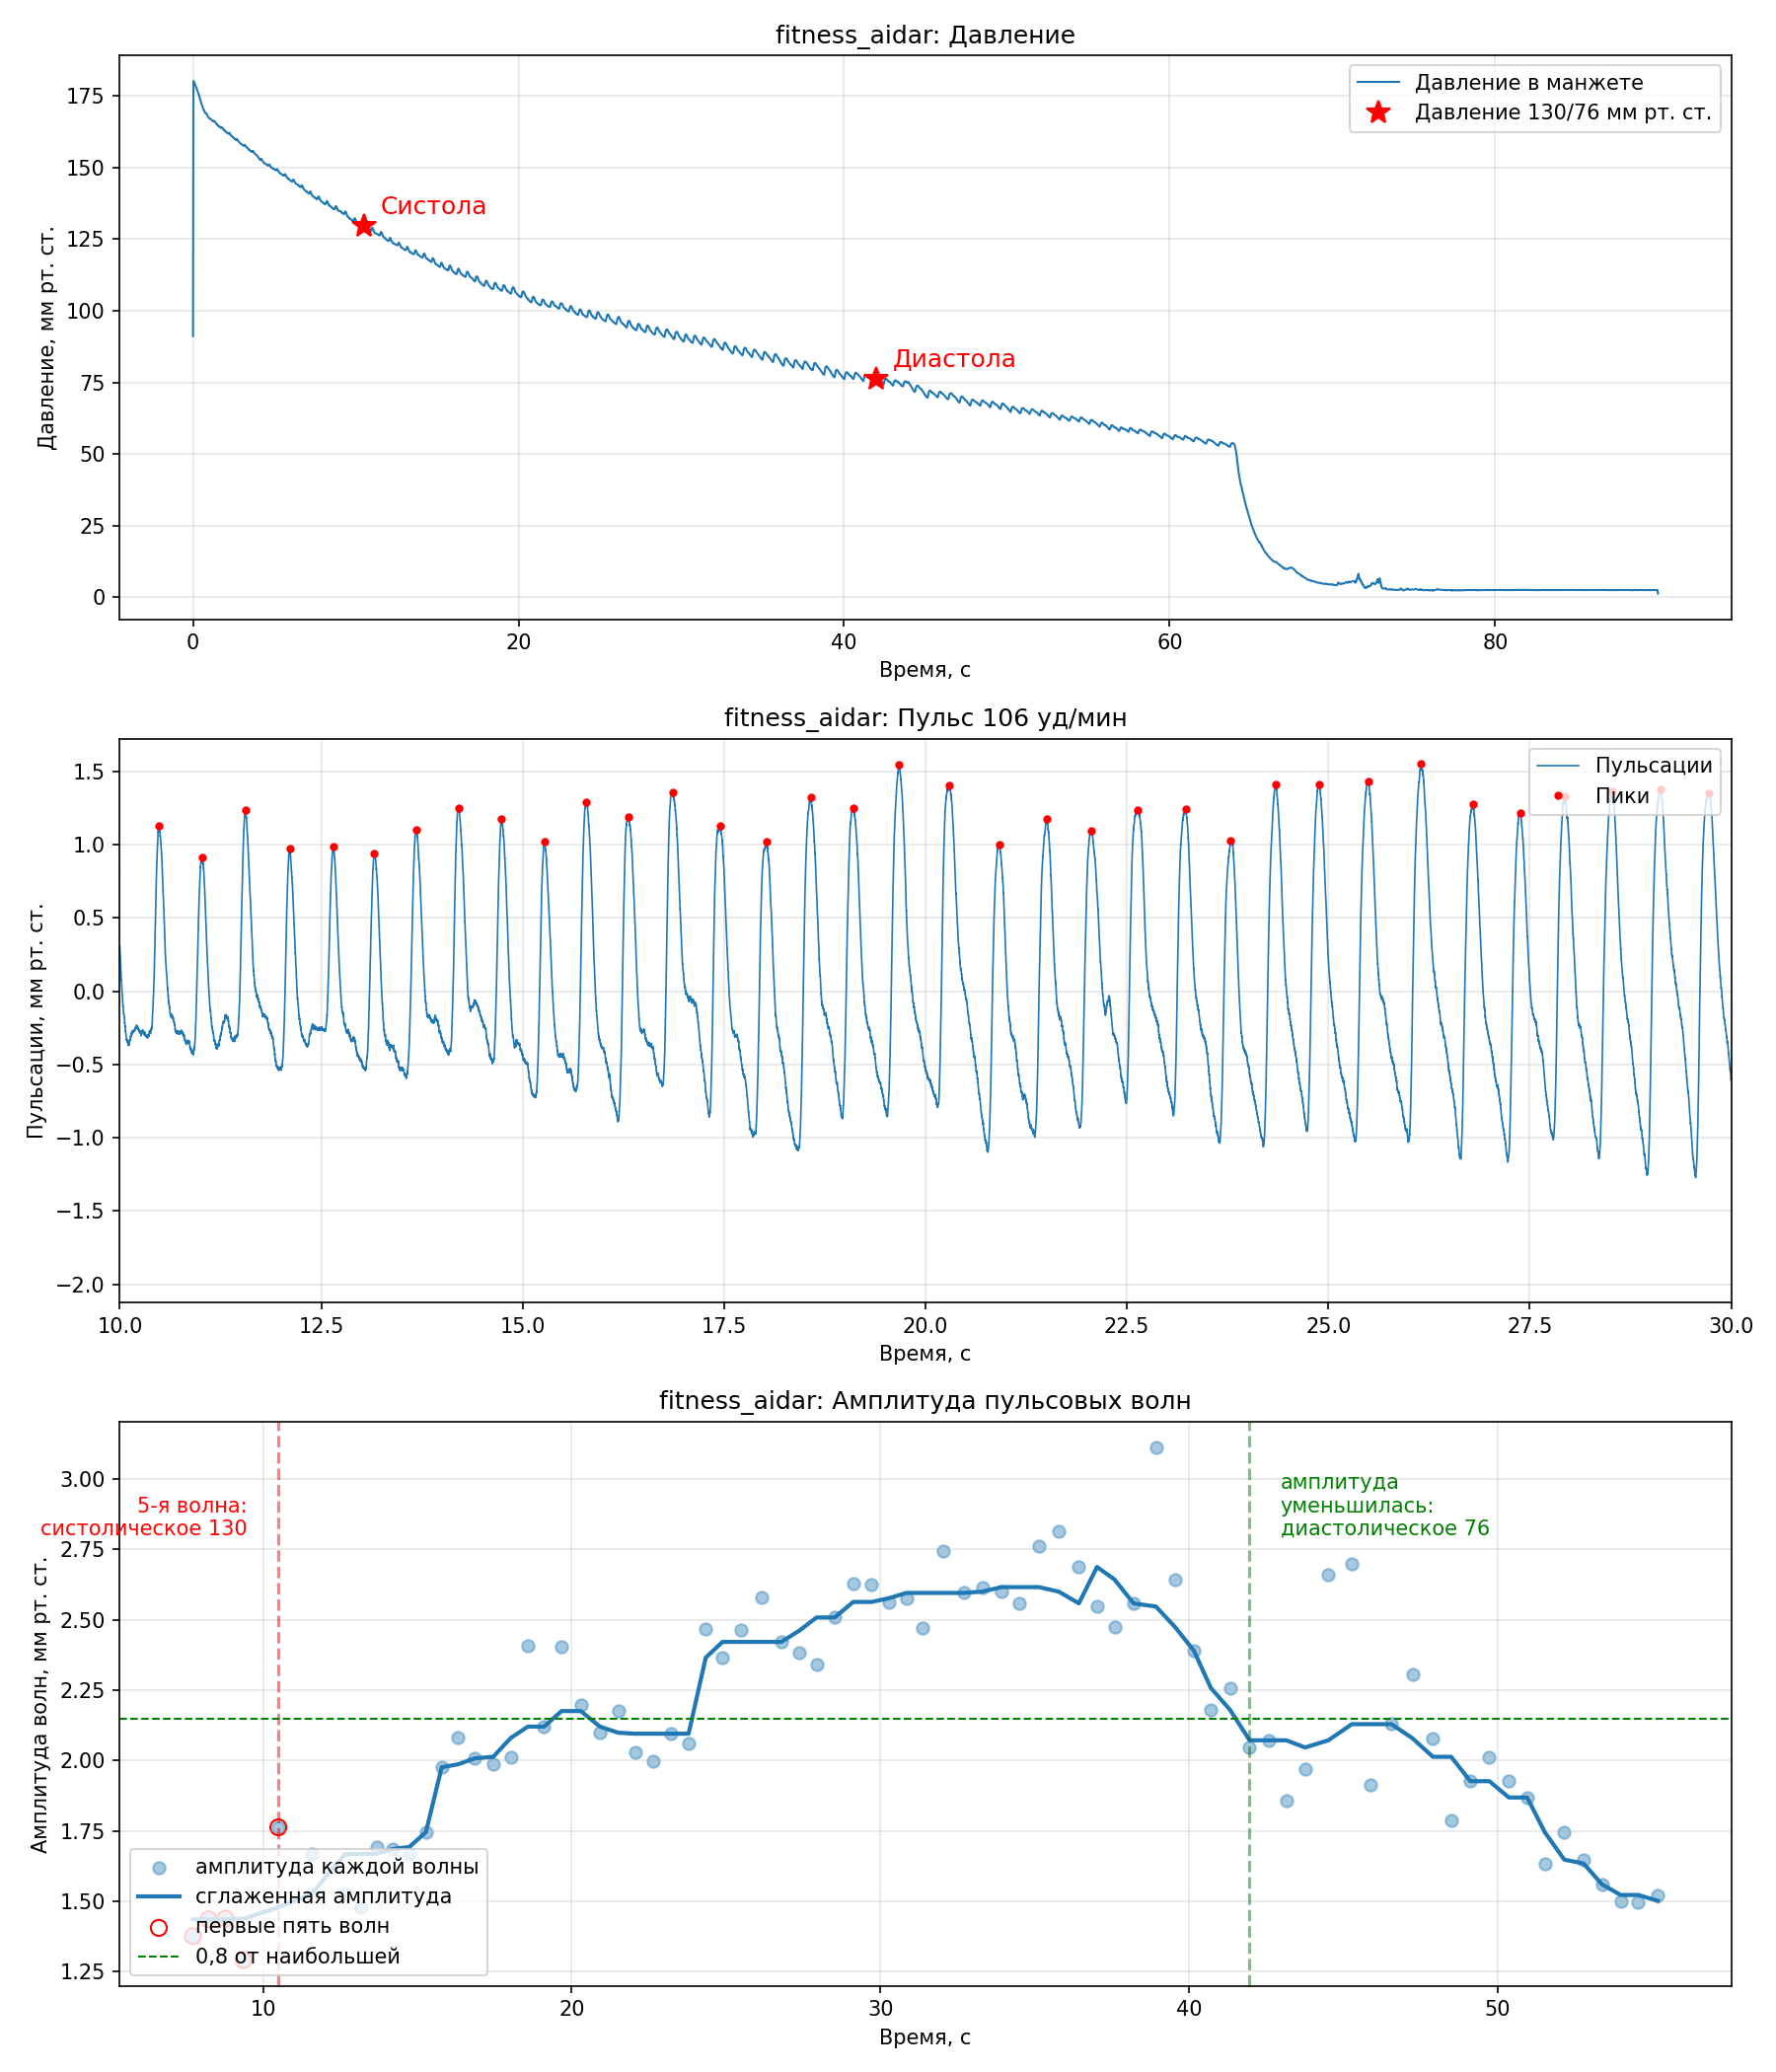 fitness_aidar: Давление
Давление, мм рт. ст.
175
150
125
100
75
50
25
0
Систола
Диастола
Давление в манжете
Давление 130/76 мм рт. ст.
0
20
40
60
80
Время, с
fitness_aidar: Пульс 106 уд/мин
Пульсации, мм рт. ст.
1.5
1.0
0.5
0.0
−0.5
−1.0
−1.5
−2.0
Пульсации
Пики
10.0
12.5
15.0
17.5
20.0
22.5
25.0
27.5
30.0
Время, с
fitness_aidar: Амплитуда пульсовых волн
Амплитуда волн, мм рт. ст.
3.00
2.75
2.50
2.25
2.00
1.75
1.50
1.25
5-я волна:
систолическое 130
амплитуда
уменьшилась:
диастолическое 76
амплитуда каждой волны
сглаженная амплитуда
первые пять волн
0,8 от наибольшей
10
20
30
40
50
Время, с